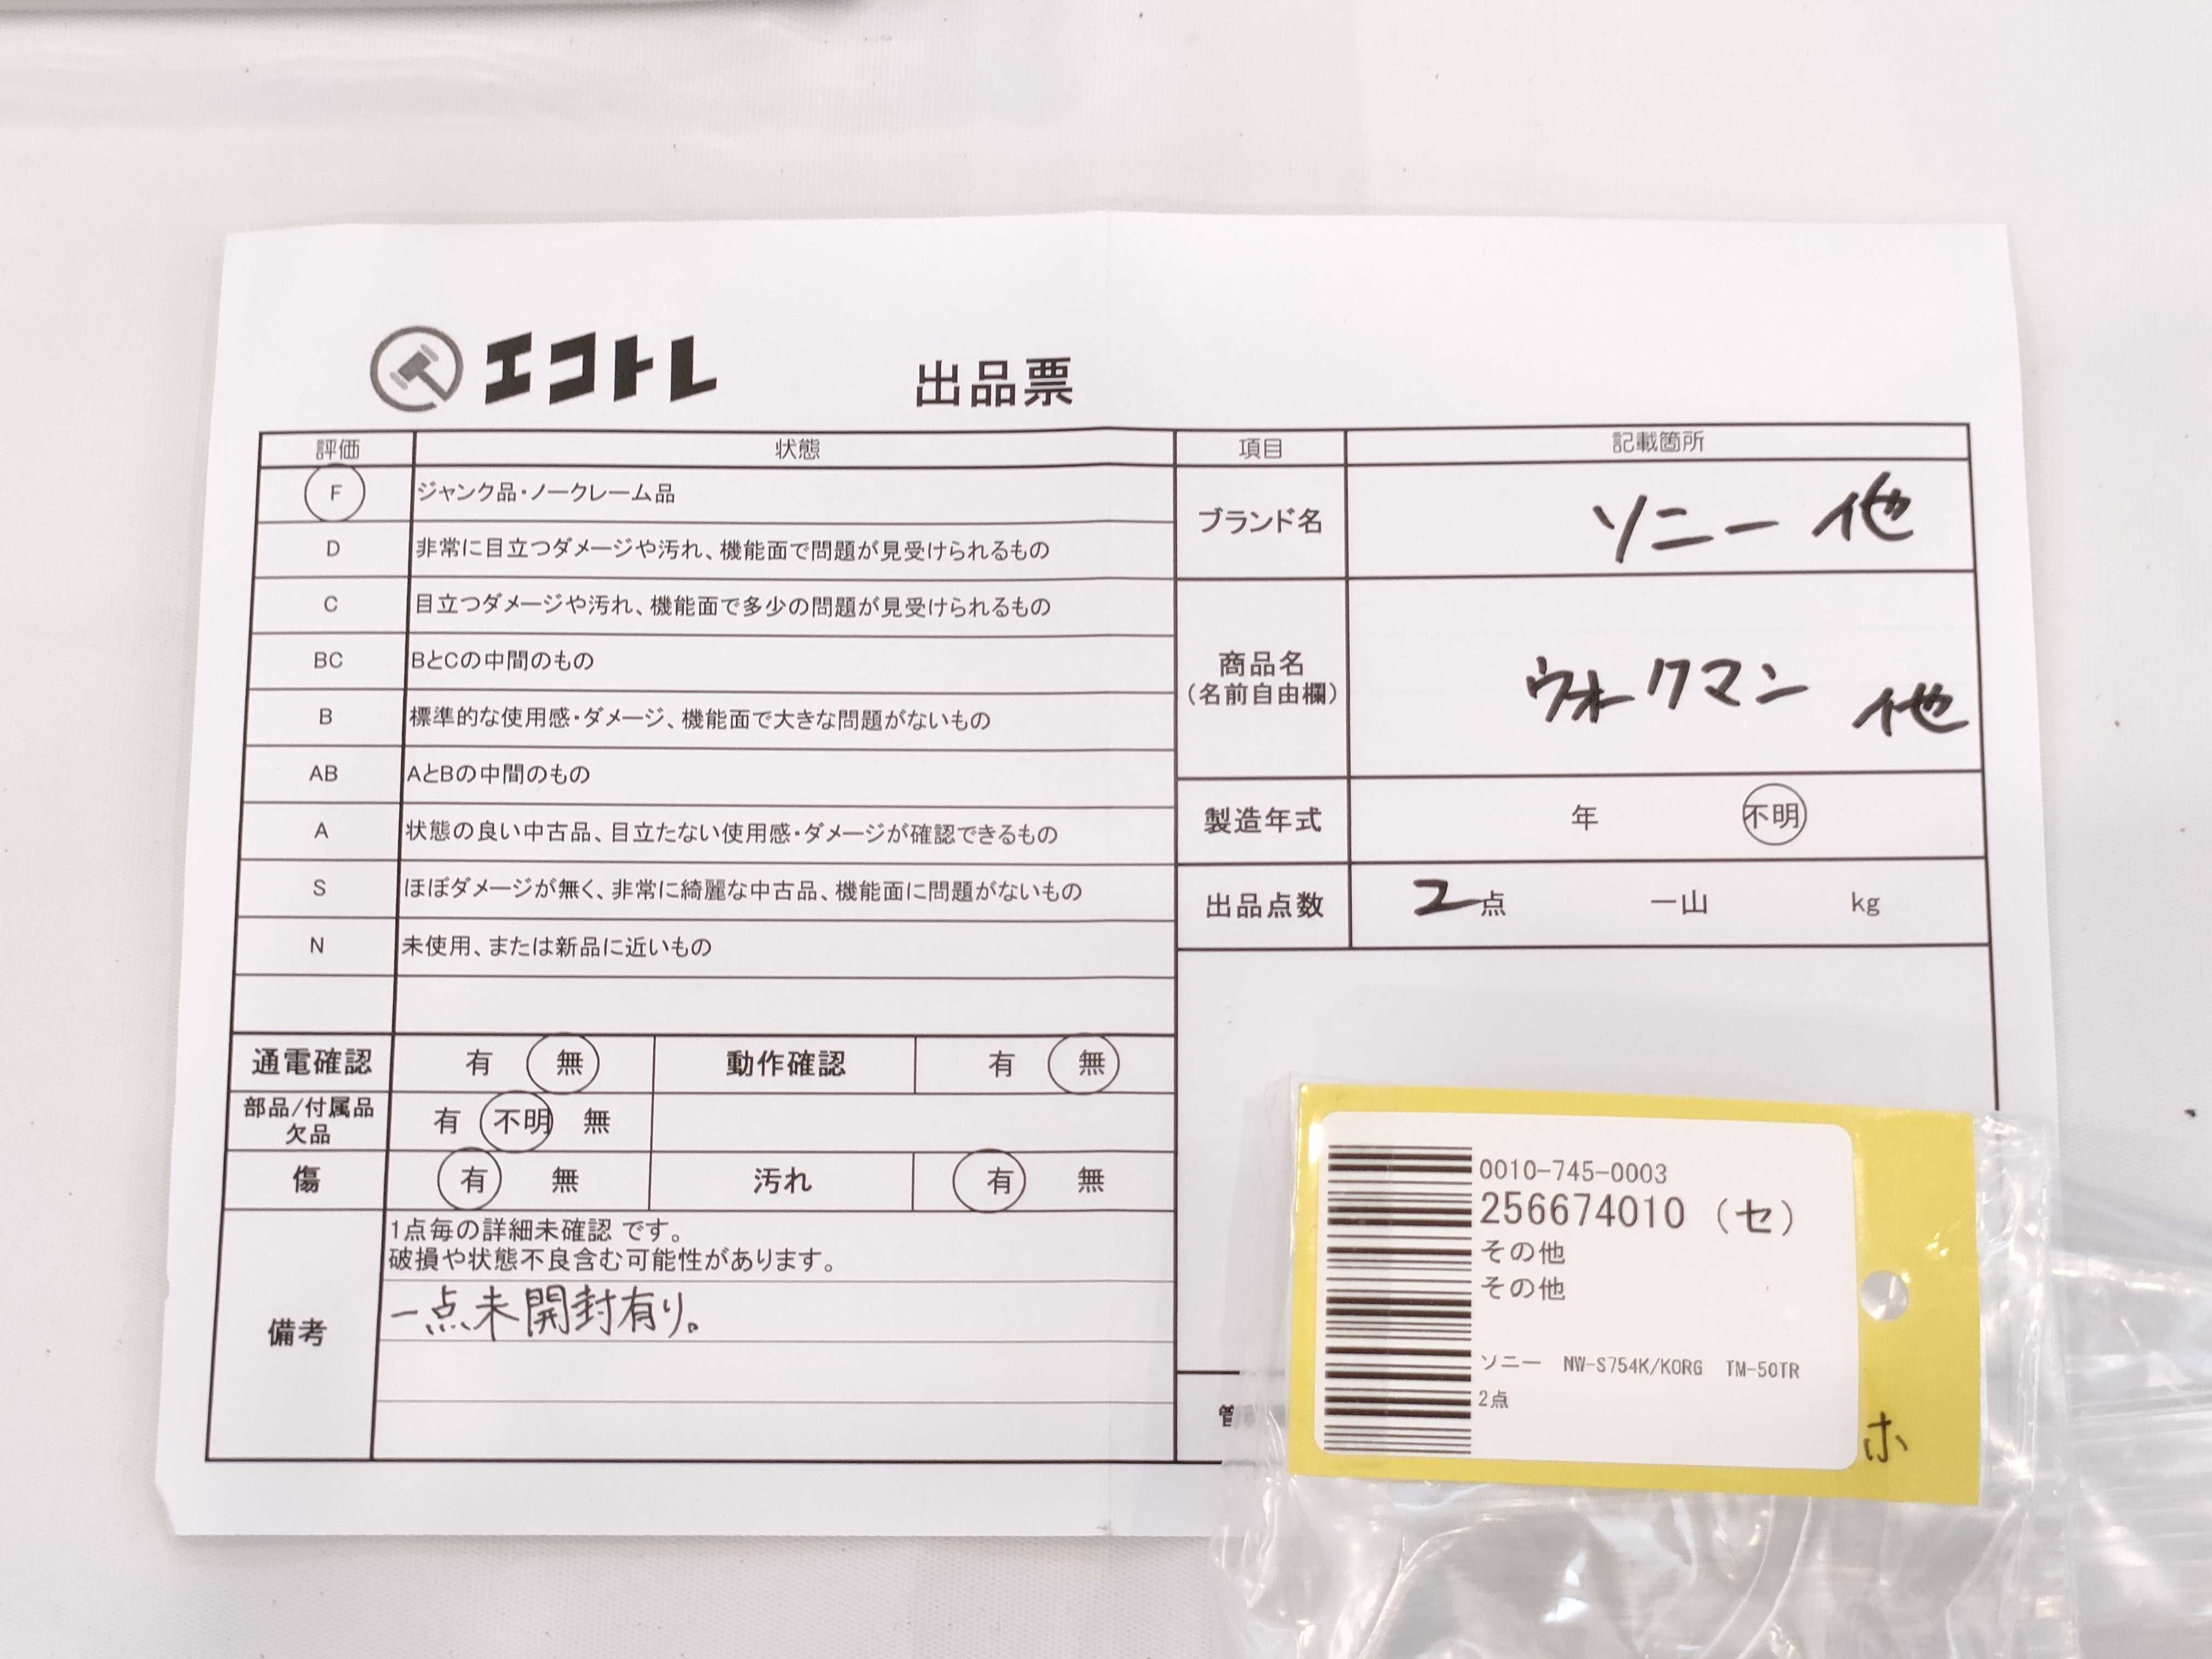 エコトレ 出品票
評価 状態
F ジャンク品・ノークレーム品
D 非常に目立つダメージや汚れ、機能面で問題が見受けられるもの
C 目立つダメージや汚れ、機能面で多少の問題が見受けられるもの
BC BとCの中間のもの
B 標準的な使用感・ダメージ、機能面で大きな問題がないもの
AB AとBの中間のもの
A 状態の良い中古品、目立たない使用感・ダメージが確認できるもの
S ほぼダメージが無く、非常に綺麗な中古品、機能面に問題がないもの
N 未使用、または新品に近いもの
通電確認 有 無 動作確認 有 無
部品/付属品 有 不明 無
欠品
傷 有 無 汚れ 有 無
備考
1点毎の詳細未確認 です。
破損や状態不良含む可能性があります。
一点未開封有り。
項目 記載箇所
ブランド名 ソニー 他
商品名 ウォークマン 他
(名前自由欄)
製造年式 年 不明
出品点数 2点 一山 kg
管
0010-745-0003
256674010 (セ)
その他
その他
ソニー NW-S754K/KORG TM-50TR
2点
ホ